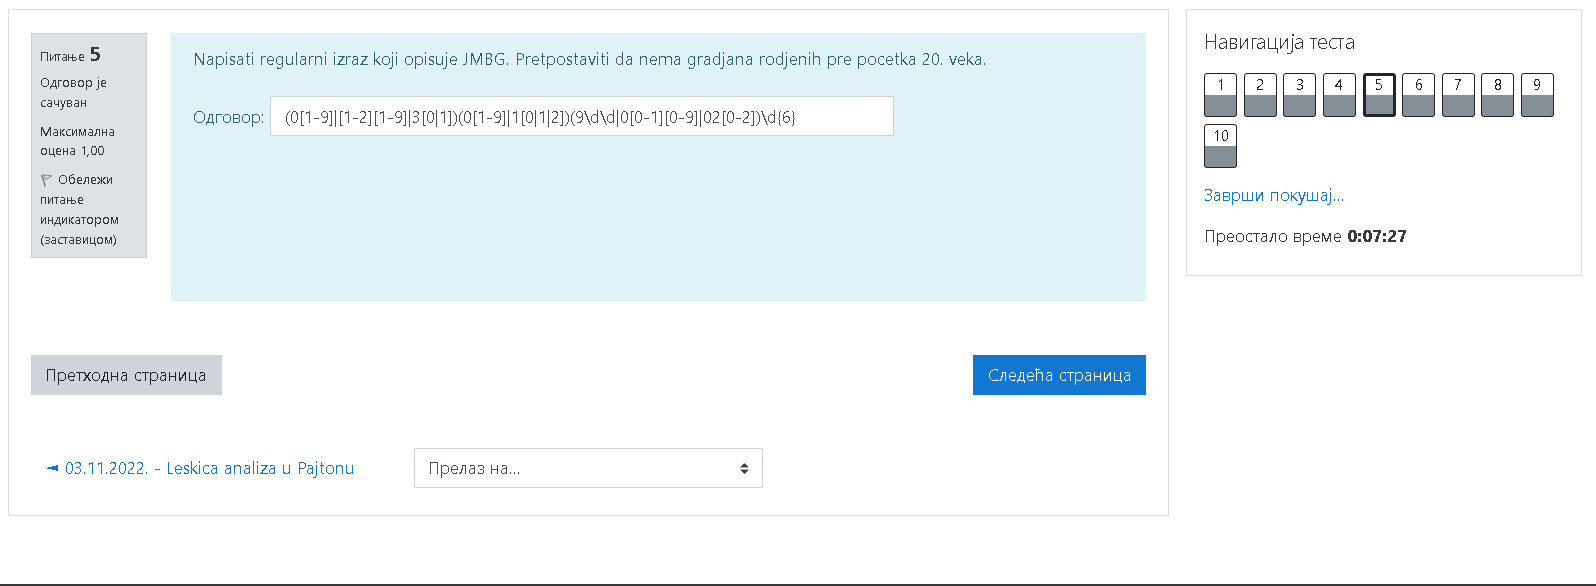 Питање 5
Одговор је
сачуван
Максимална
оцена 1,00
Обележи
питање
индикатором
(заставицом)
Napisati regularni izraz koji opisuje JMBG. Pretpostaviti da nema gradjana rodjenih pre pocetka 20. veka.
Одговор: (0[1-9]|[1-2][1-9]|3[0|1])(0[1-9]|1[0|1|2])(9\d\d|0[0-1][0-9]|02[0-2])\d{6}
Претходна страница
Следећа страница
◄ 03.11.2022. - Leskica analiza u Pajtonu
Прелаз на...
Навигација теста
1 2 3 4 5 6 7 8 9
10
Заврши покушај...
Преостало време 0:07:27